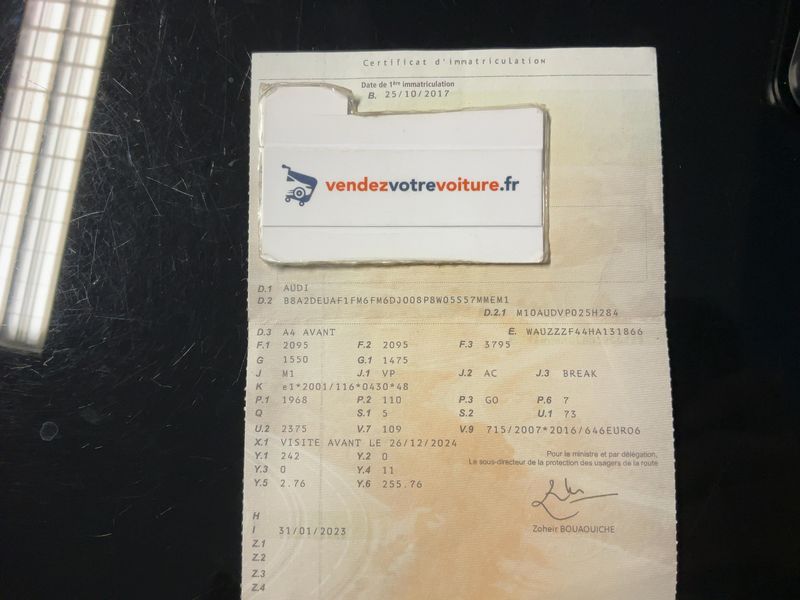 Certificat d'immatriculation
Date de 1ère immatriculation
B. 25/10/2017
vendezvotrevoiture.fr
D.1 AUDI
D.2 B8A2DEUAF1FM6FM6DJ008P8W05S57MMEM1
D.2.1 M10AUDVP025H284
D.3 A4 AVANT E. WAUZZZF44HA131866
F.1 2095 F.2 2095 F.3 3795
G 1550 G.1 1475
J M1 J.1 VP J.2 AC J.3 BREAK
K e1*2001/116*0430*48
P.1 1968 P.2 110 P.3 GO P.6 7
Q S.1 5 S.2 U.1 73
U.2 2375 V.7 109 V.9 715/2007*2016/646EURO6
X.1 VISITE AVANT LE 26/12/2024
Y.1 242 Y.2 0
Y.3 0 Y.4 11
Y.5 2.76 Y.6 255.76
Pour le ministre et par délégation,
Le sous-directeur de la protection des usagers de la route
Zoheir BOUAOUICHE
H
I 31/01/2023
Z.1
Z.2
Z.3
Z.4